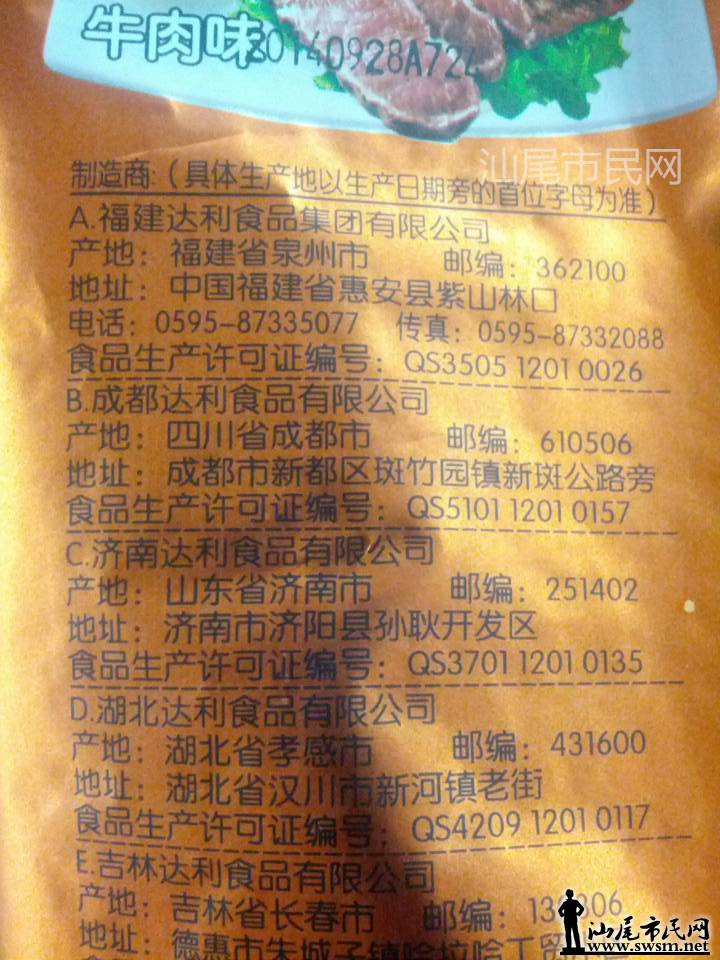 牛肉味 20140928A724
汕尾市民网
制造商:(具体生产地以生产日期旁的首位字母为准)
A.福建达利食品集团有限公司
产地: 福建省泉州市 邮编: 362100
地址: 中国福建省惠安县紫山林口
电话: 0595-87335077 传真: 0595-87332088
食品生产许可证编号: QS3505 1201 0026
B.成都达利食品有限公司
产地: 四川省成都市 邮编: 610506
地址: 成都市新都区斑竹园镇新斑公路旁
食品生产许可证编号: QS5101 1201 0157
C.济南达利食品有限公司
产地: 山东省济南市 邮编: 251402
地址: 济南市济阳县孙耿开发区
食品生产许可证编号: QS3701 1201 0135
D.湖北达利食品有限公司
产地: 湖北省孝感市 邮编: 431600
地址: 湖北省汉川市新河镇老街
食品生产许可证编号: QS4209 1201 0117
E.吉林达利食品有限公司
产地: 吉林省长春市 邮编:
地址: 德惠市朱城子镇哈拉哈工贸
汕尾市民网
www.swsm.net